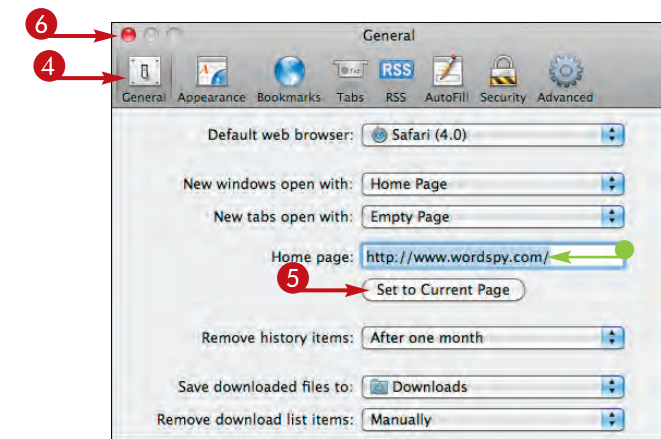 6
General
4
RSS
General Appearance Bookmarks Tabs RSS AutoFill Security Advanced
Default web browser: Safari (4.0)
New windows open with: Home Page
New tabs open with: Empty Page
Home page: http://www.wordspy.com/
5
Set to Current Page
Remove history items: After one month
Save downloaded files to: Downloads
Remove download list items: Manually